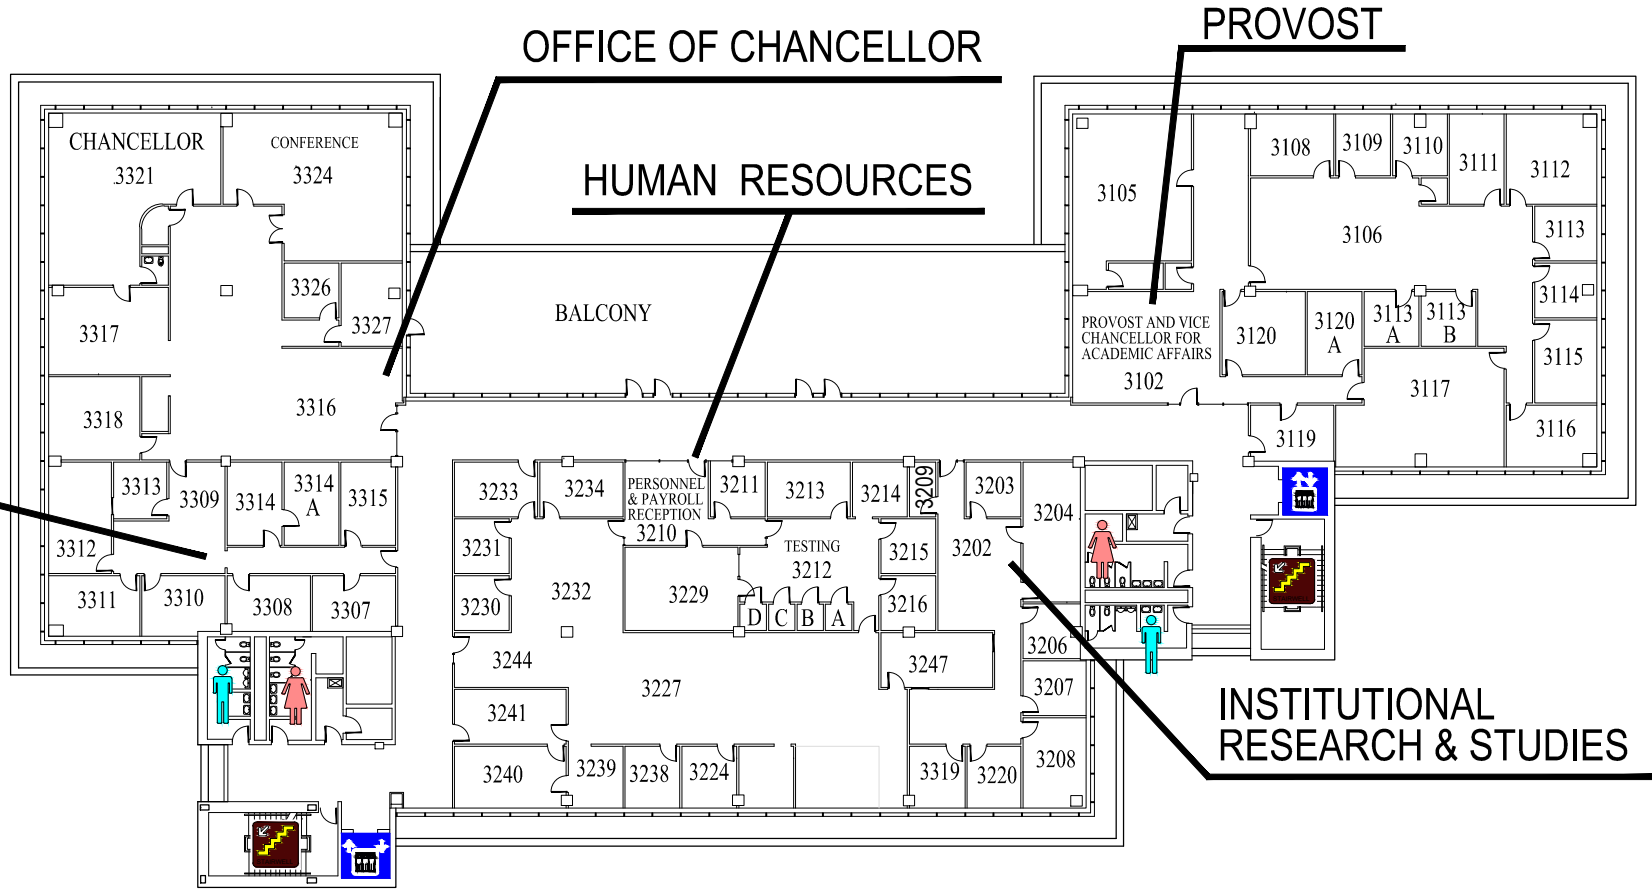 OFFICE OF CHANCELLOR
PROVOST
HUMAN  RESOURCES
CHANCELLOR
3321
CONFERENCE
3324
3326
3327
3317
3318
3316
BALCONY
3105
3108
3109
3110
3111
3112
3106
3113
3114
3115
3116
PROVOST AND VICE
CHANCELLOR FOR
ACADEMIC AFFAIRS
3102
3120
3120
A
3113
A
3113
B
3117
3119
3313
3309
3314
3314
A
3315
3312
3311
3310
3308
3307
3233
3234
PERSONNEL
& PAYROLL
RECEPTION
3210
3211
3213
3214
3209
3203
3204
3231
3232
3229
TESTING
3212
3215
3202
3230
D
C
B
A
3216
3206
3244
3227
3247
3207
3241
3240
3239
3238
3224
3319
3220
3208
INSTITUTIONAL
RESEARCH & STUDIES